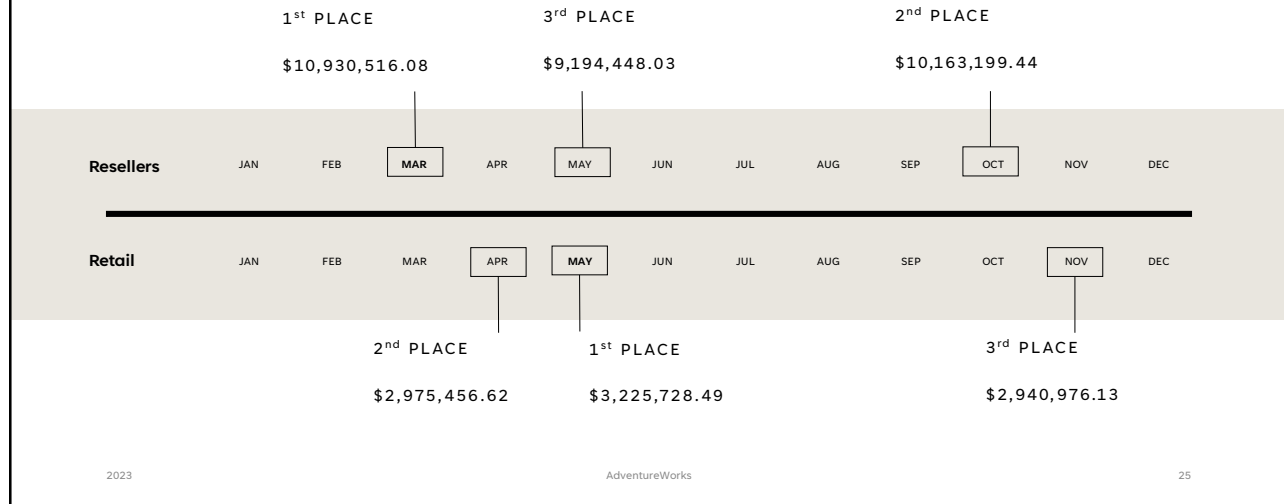 1st PLACE 3rd PLACE 2nd PLACE
$10,930,516.08 $9,194,448.03 $10,163,199.44
Resellers JAN FEB MAR APR MAY JUN JUL AUG SEP OCT NOV DEC
Retail JAN FEB MAR APR MAY JUN JUL AUG SEP OCT NOV DEC
2nd PLACE 1st PLACE 3rd PLACE
$2,975,456.62 $3,225,728.49 $2,940,976.13
2023 AdventureWorks 25